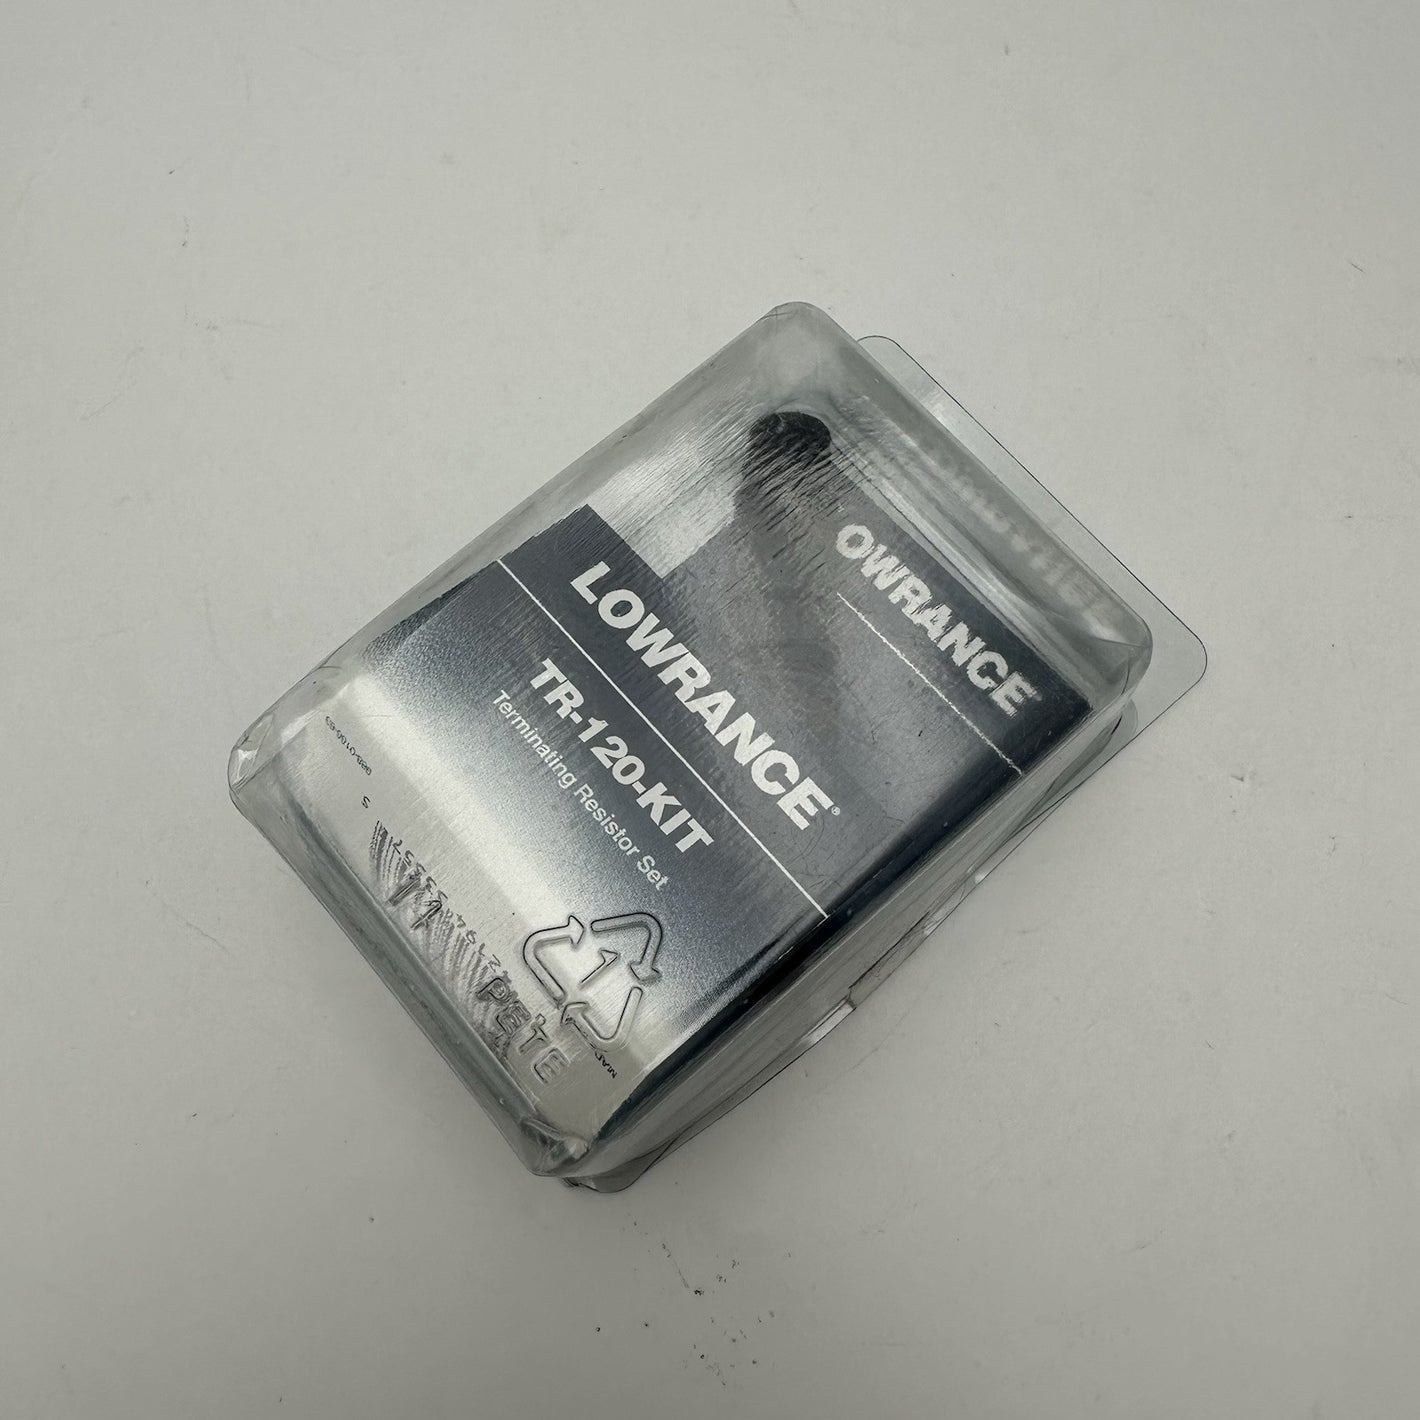 OWRANCE
LOWRANCE®
TR-120-KIT
Terminating Resistor Set
1
PETE